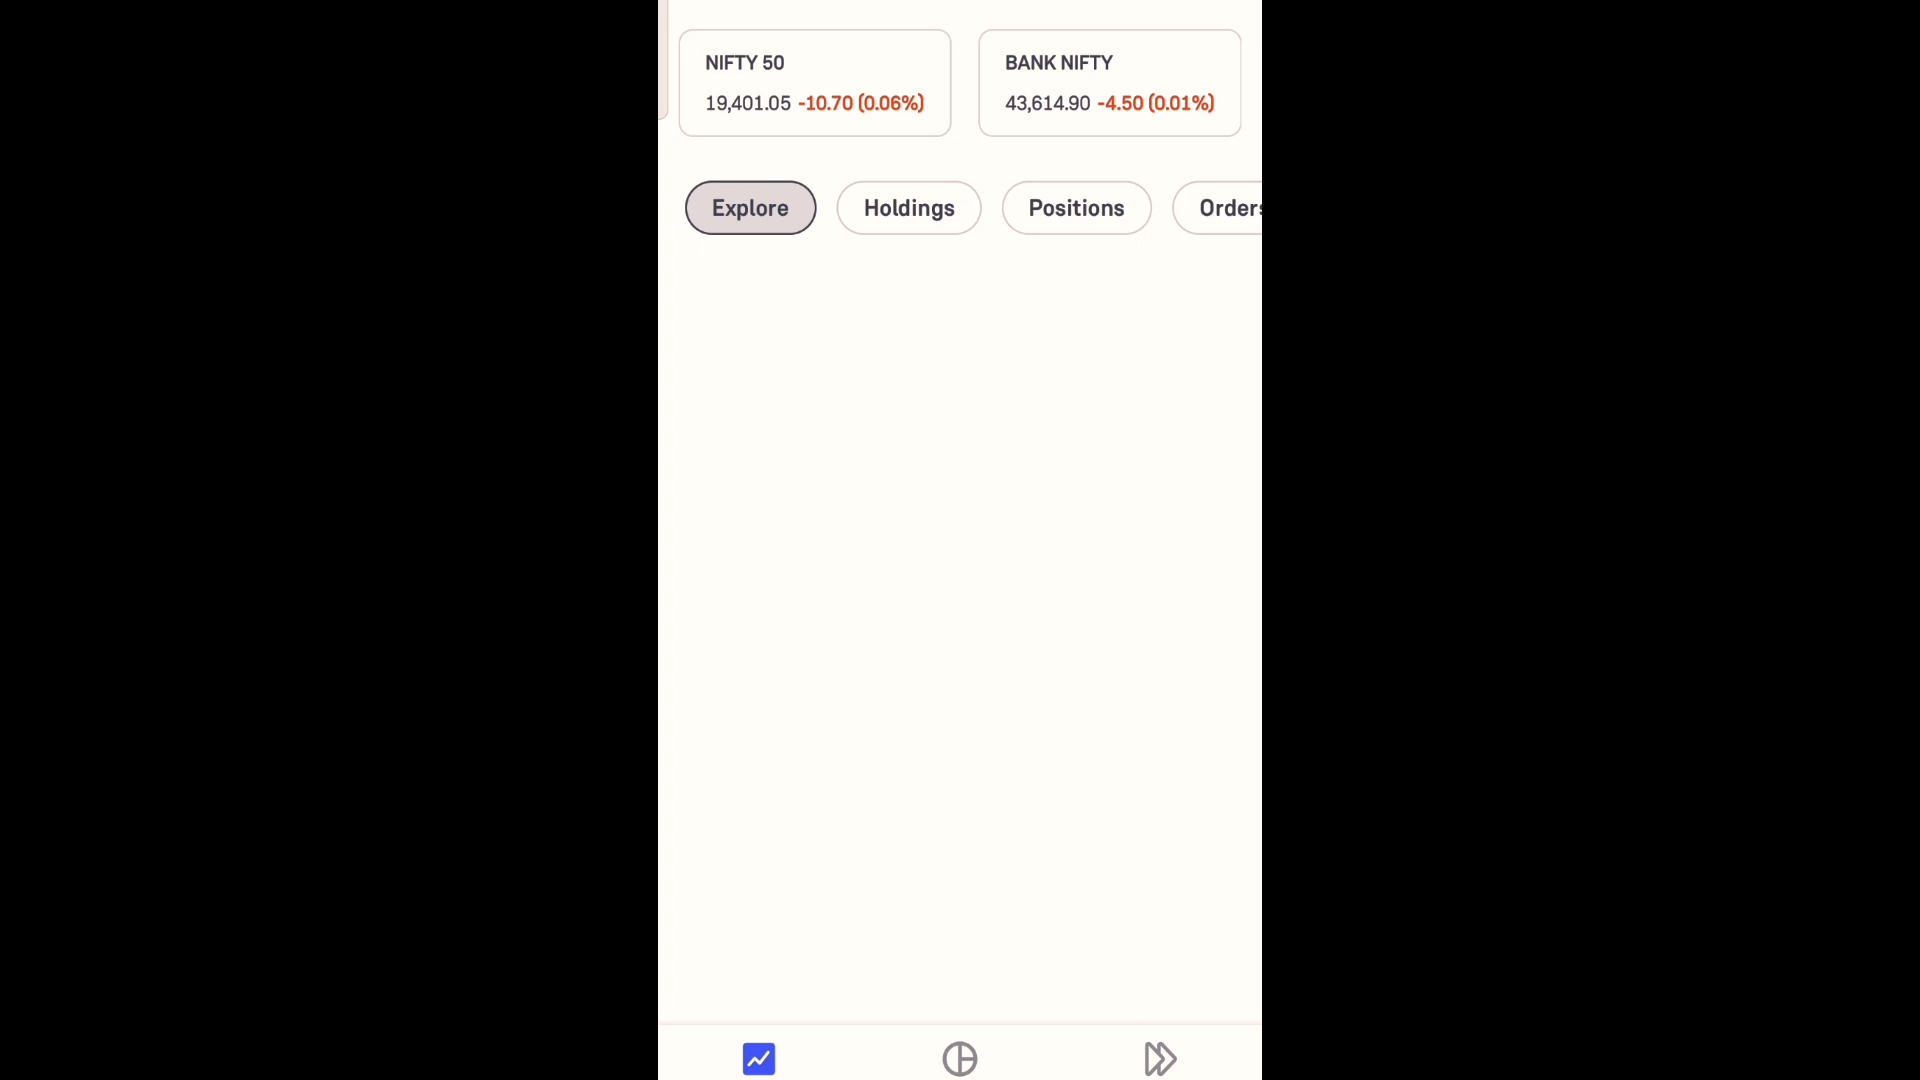 NIFTY 50
19,401.05 -10.70 (0.06%)
BANK NIFTY
43,614.90 -4.50 (0.01%)
Explore
Holdings
Positions
Orders